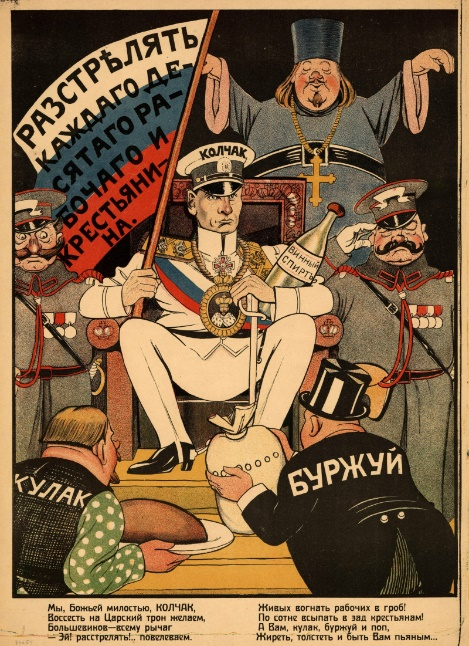 РАЗСТРѢЛЯТЬ
КАЖДАГО ДЕ-
СЯТАГО РА-
БОЧАГО И
КРЕСТЬЯНИ-
НА.
КОЛЧАК
ВИННЫЙ
СПИРТ
КУЛАК
БУРЖУЙ
Мы, Божьей милостью, КОЛЧАК,
Воссесть на Царский трон желаем,
Большевиков—всему рычаг
— Эй! расстрелять!.. повелеваем.
Живых вогнать рабочих в гроб!
По сотне всыпать в зад крестьянам!
А Вам, кулак, буржуй и поп,
Жиреть, толстеть и быть Вам пьяным...